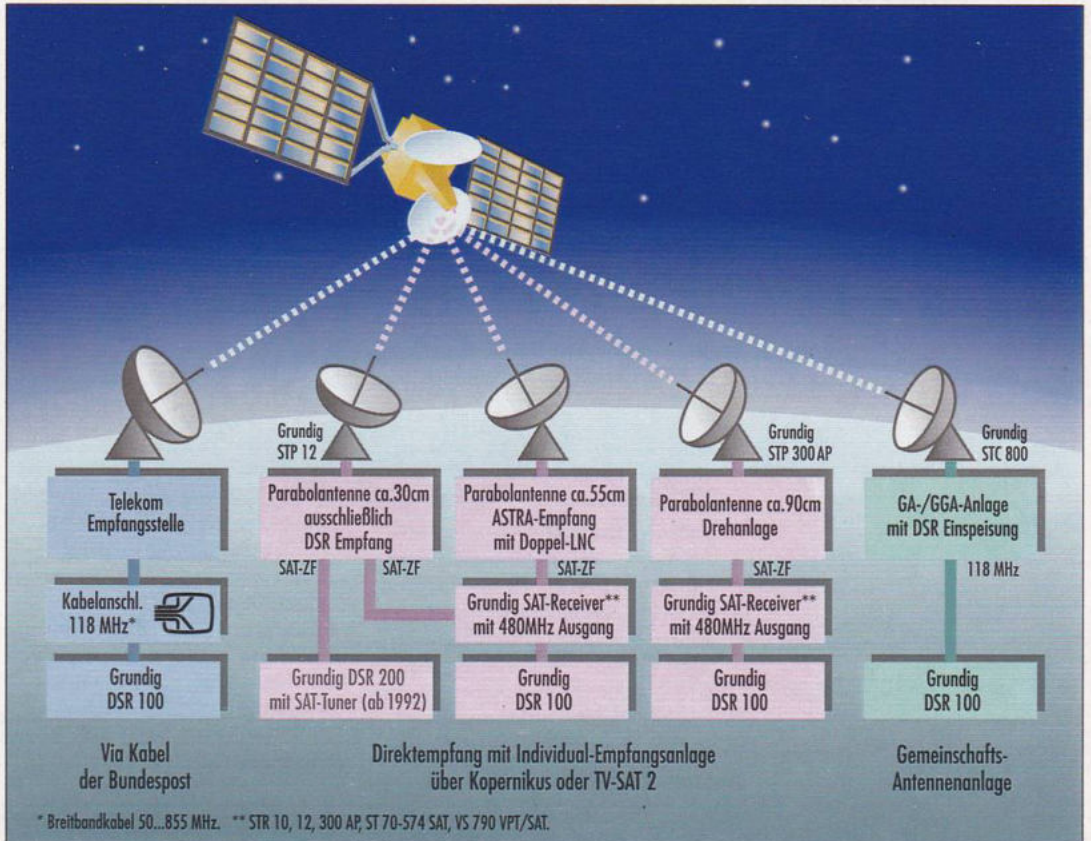 Grundig
STP 12
Grundig
STP 300 AP
Grundig
STC 800
Telekom
Empfangsstelle
Parabolantenne ca.30cm
ausschließlich
DSR Empfang
Parabolantenne ca.55cm
ASTRA-Empfang
mit Doppel-LNC
Parabolantenne ca.90cm
Drehanlage
GA-/GGA-Anlage
mit DSR Einspeisung
SAT-ZF
SAT-ZF
SAT-ZF
SAT-ZF
118 MHz
Kabelanschl.
118 MHz*
Grundig SAT-Receiver**
mit 480MHz Ausgang
Grundig SAT-Receiver**
mit 480MHz Ausgang
Grundig
DSR 100
Grundig DSR 200
mit SAT-Tuner (ab 1992)
Grundig
DSR 100
Grundig
DSR 100
Grundig
DSR 100
Via Kabel
der Bundespost
Direktempfang mit Individual-Empfangsanlage
über Kopernikus oder TV-SAT 2
Gemeinschafts-
Antennenanlage
* Breitbandkabel 50...855 MHz. ** STR 10, 12, 300 AP, ST 70-574 SAT, VS 790 VPT/SAT.